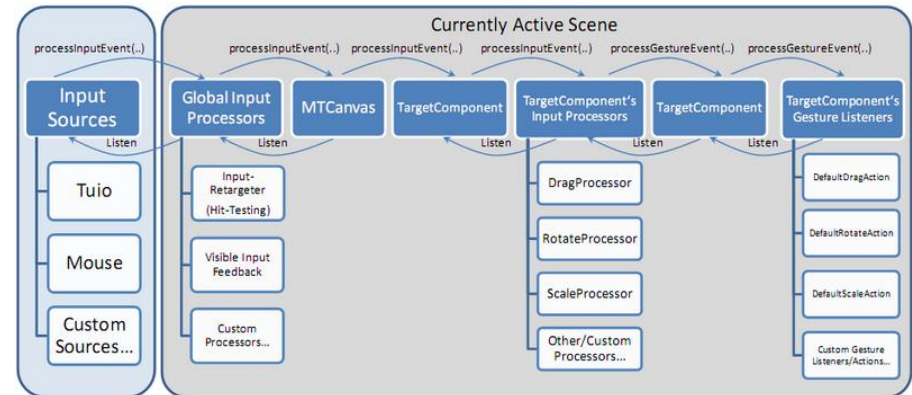 Currently Active Scene
processInputEvent(..)
processInputEvent(..)
processInputEvent(..)
processInputEvent(..)
processGestureEvent(..)
processGestureEvent(..)
Input
Sources
Global Input
Processors
MTCanvas
TargetComponent
TargetComponent's
Input Processors
TargetComponent
TargetComponent's
Gesture Listeners
Listen
Listen
Listen
Listen
Listen
Tuio
Mouse
Custom
Sources...
Input-
Retargeter
(Hit-Testing)
Visible Input
Feedback
Custom
Processors...
DragProcessor
RotateProcessor
ScaleProcessor
Other/Custom
Processors...
DefaultDragAction
DefaultRotateAction
DefaultScaleAction
Custom Gesture
Listeners/Actions...